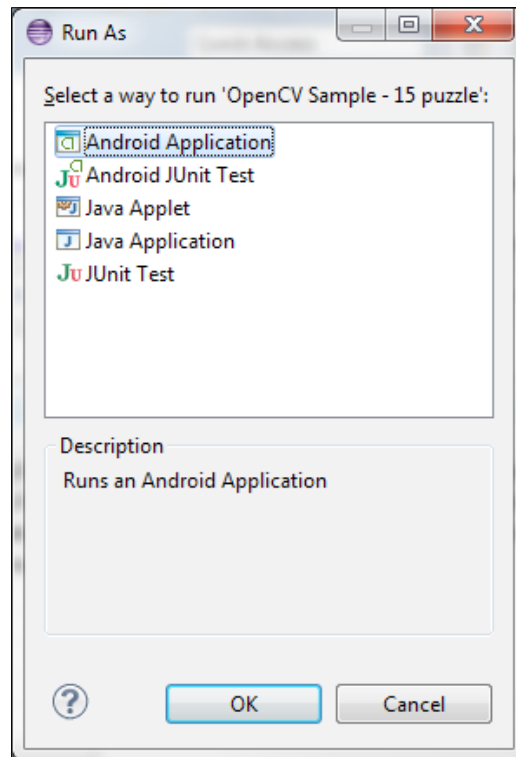 Run As
Select a way to run 'OpenCV Sample - 15 puzzle':
Android Application
Android JUnit Test
Java Applet
Java Application
JUnit Test
Description
Runs an Android Application
OK Cancel